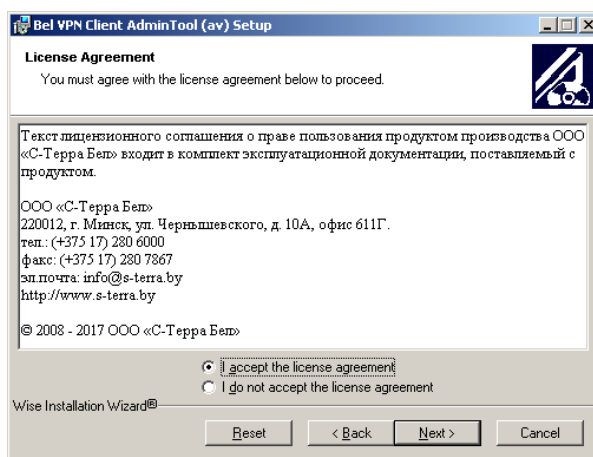 Bel VPN Client AdminTool (av) Setup
License Agreement
You must agree with the license agreement below to proceed.
Текст лицензионного соглашения о праве пользования продуктом производства ООО
«С-Терра Бел» входит в комплект эксплуатационной документации, поставляемый с
продуктом.
ООО «С-Терра Бел»
220012, г. Минск, ул. Чернышевского, д. 10А, офис 611Г.
тел.: (+375 17) 280 6000
факс: (+375 17) 280 7867
эл.почта: info@s-terra.by
http://www.s-terra.by
© 2008 - 2017 ООО «С-Терра Бел»
I accept the license agreement
I do not accept the license agreement
Wise Installation Wizard®
Reset < Back Next > Cancel